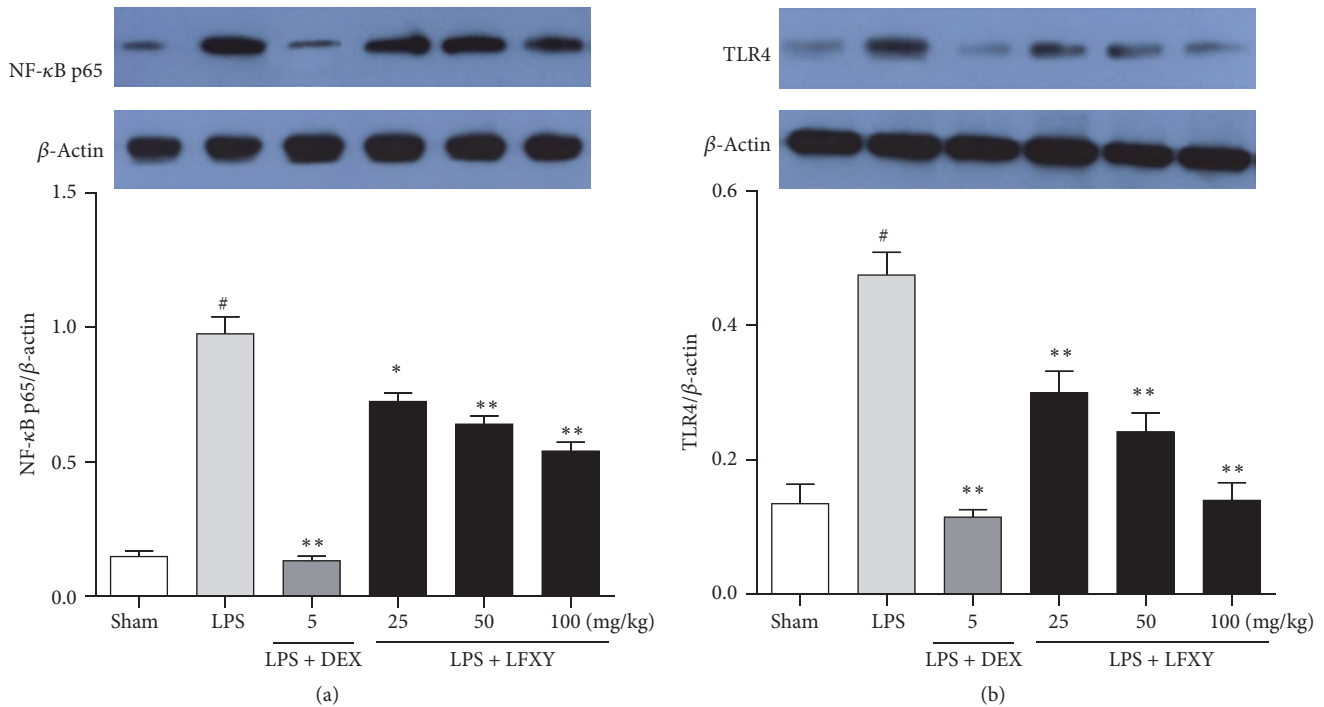 NF-κB p65
β-Actin
1.5
1.0
0.5
0.0
NF-κB p65/β-actin
#
*
**
**
**
Sham LPS 5 25 50 100 (mg/kg)
LPS + DEX LPS + LFXY
(a)
TLR4
β-Actin
0.6
0.4
0.2
0.0
TLR4/β-actin
#
**
**
**
**
Sham LPS 5 25 50 100 (mg/kg)
LPS + DEX LPS + LFXY
(b)